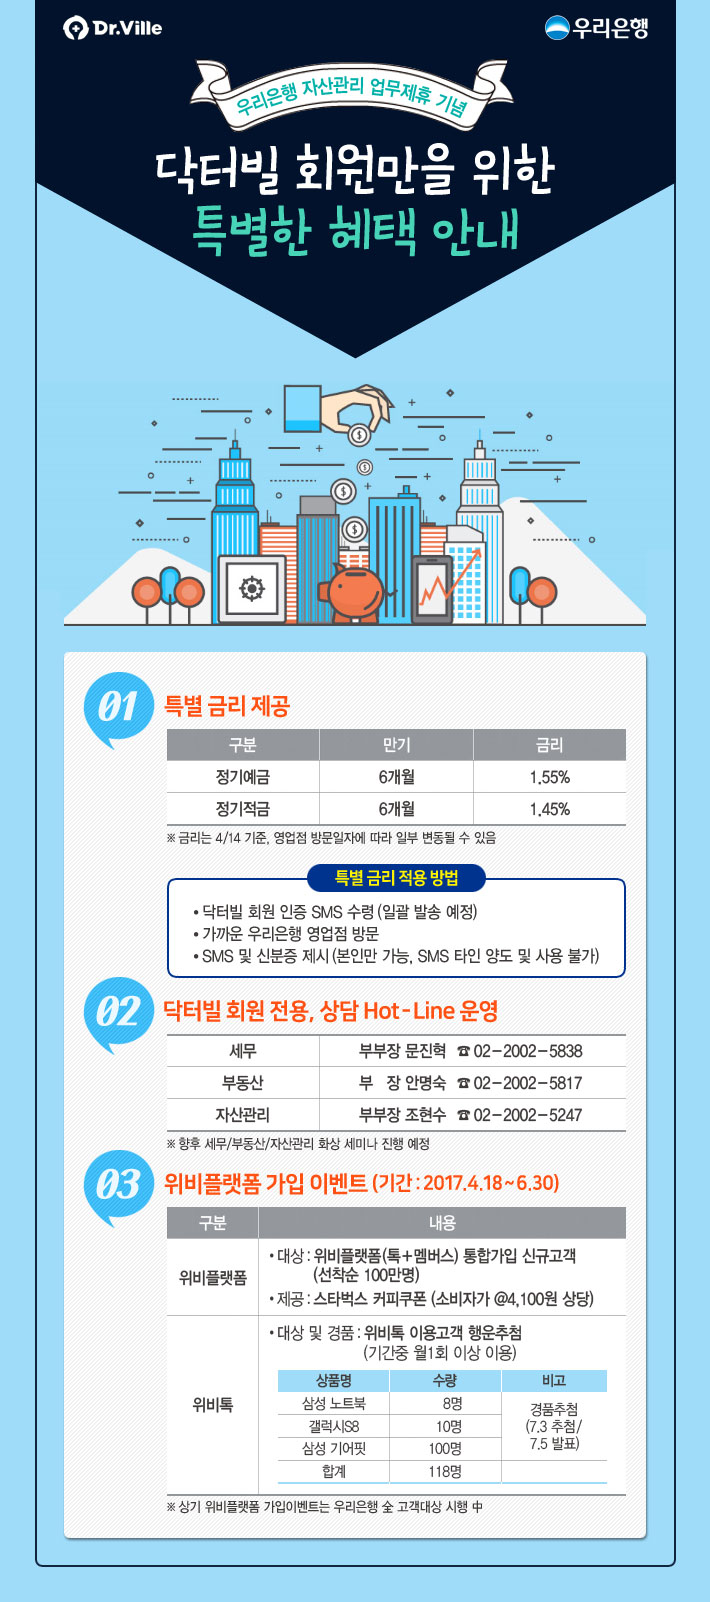 Dr.Ville
우리은행
우리은행 자산관리 업무제휴 기념
닥터빌 회원만을 위한
특별한 혜택 안내
01 특별 금리 제공
구분 만기 금리
정기예금 6개월 1.55%
정기적금 6개월 1.45%
※ 금리는 4/14 기준, 영업점 방문일자에 따라 일부 변동될 수 있음
특별 금리 적용 방법
• 닥터빌 회원 인증 SMS 수령 (일괄 발송 예정)
• 가까운 우리은행 영업점 방문
• SMS 및 신분증 제시 (본인만 가능, SMS 타인 양도 및 사용 불가)
02 닥터빌 회원 전용, 상담 Hot-Line 운영
세무 부부장 문진혁 ☎ 02-2002-5838
부동산 부 장 안명숙 ☎ 02-2002-5817
자산관리 부부장 조현수 ☎ 02-2002-5247
※ 향후 세무/부동산/자산관리 화상 세미나 진행 예정
03 위비플랫폼 가입 이벤트 (기간 : 2017.4.18~6.30)
구분 내용
위비플랫폼
• 대상 : 위비플랫폼(톡+멤버스) 통합가입 신규고객
(선착순 100만명)
• 제공 : 스타벅스 커피쿠폰 (소비자가 @4,100원 상당)
위비톡
• 대상 및 경품 : 위비톡 이용고객 행운추첨
(기간중 월1회 이상 이용)
상품명 수량 비고
삼성 노트북 8명
갤럭시S8 10명
삼성 기어핏 100명
경품추첨
(7.3 추첨/
7.5 발표)
합계 118명
※ 상기 위비플랫폼 가입이벤트는 우리은행 全 고객대상 시행 中